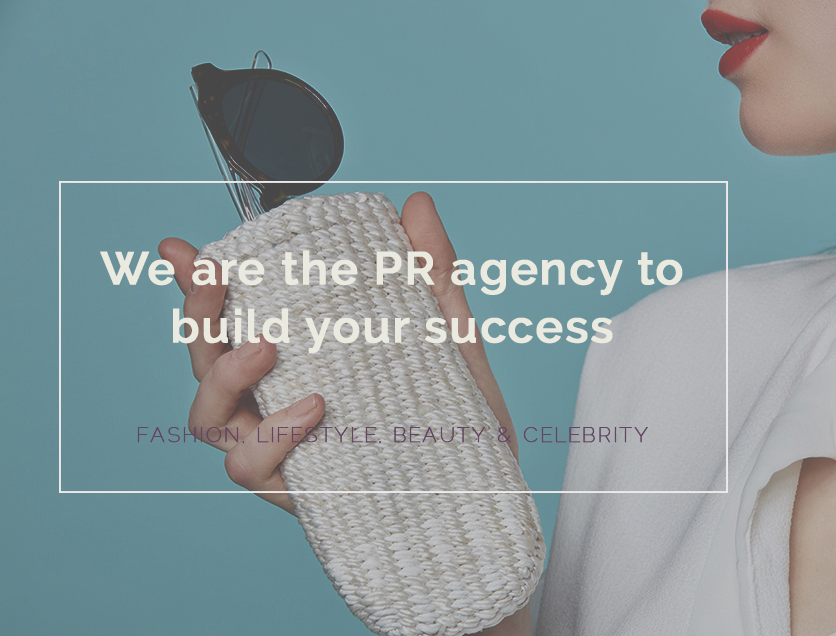 We are the PR agency to
build your success
FASHION, LIFESTYLE, BEAUTY & CELEBRITY